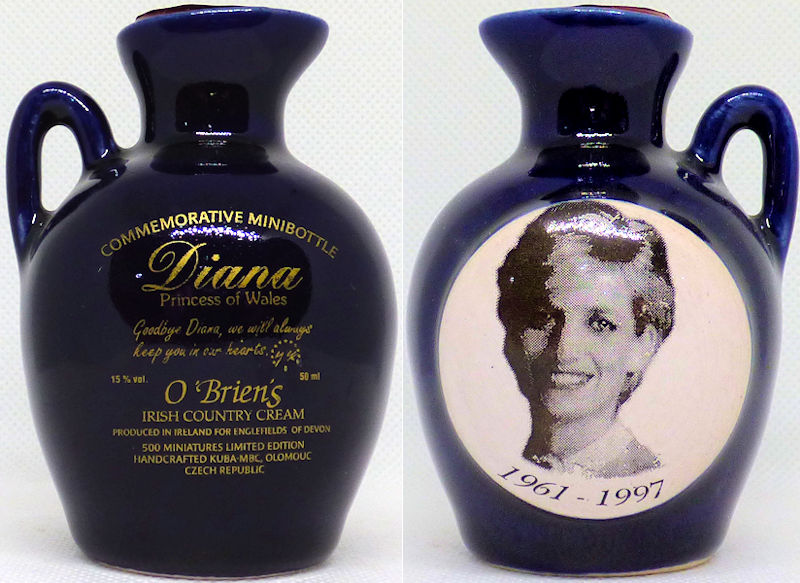 COMMEMORATIVE MINIBOTTLE
Diana
Princess of Wales
Goodbye Diana, we will always
keep you in our hearts.
15 % vol.
50 ml
O'Brien's
IRISH COUNTRY CREAM
PRODUCED IN IRELAND FOR ENGLEFIELDS OF DEVON
500 MINIATURES LIMITED EDITION
HANDCRAFTED KUBA-MBC, OLOMOUC
CZECH REPUBLIC
1961 - 1997